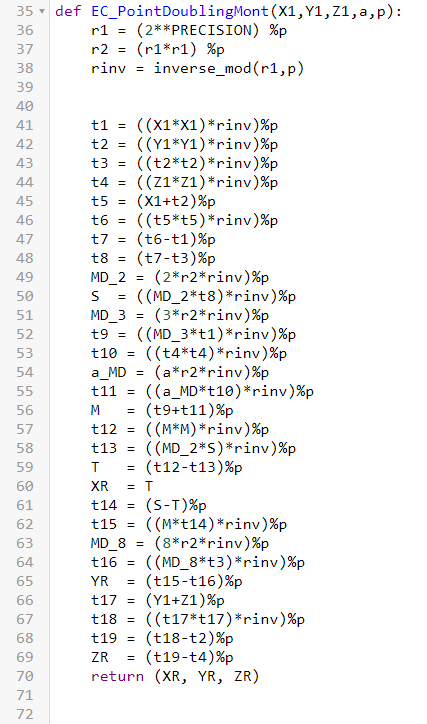 35 def EC_PointDoublingMont(X1,Y1,Z1,a,p):
36     r1 = (2**PRECISION) %p
37     r2 = (r1*r1) %p
38     rinv = inverse_mod(r1,p)
39
40
41     t1 = ((X1*X1)*rinv)%p
42     t2 = ((Y1*Y1)*rinv)%p
43     t3 = ((t2*t2)*rinv)%p
44     t4 = ((Z1*Z1)*rinv)%p
45     t5 = (X1+t2)%p
46     t6 = ((t5*t5)*rinv)%p
47     t7 = (t6-t1)%p
48     t8 = (t7-t3)%p
49     MD_2 = (2*r2*rinv)%p
50     S  = ((MD_2*t8)*rinv)%p
51     MD_3 = (3*r2*rinv)%p
52     t9 = ((MD_3*t1)*rinv)%p
53     t10 = ((t4*t4)*rinv)%p
54     a_MD = (a*r2*rinv)%p
55     t11 = ((a_MD*t10)*rinv)%p
56     M   = (t9+t11)%p
57     t12 = ((M*M)*rinv)%p
58     t13 = ((MD_2*S)*rinv)%p
59     T   = (t12-t13)%p
60     XR  = T
61     t14 = (S-T)%p
62     t15 = ((M*t14)*rinv)%p
63     MD_8 = (8*r2*rinv)%p
64     t16 = ((MD_8*t3)*rinv)%p
65     YR  = (t15-t16)%p
66     t17 = (Y1+Z1)%p
67     t18 = ((t17*t17)*rinv)%p
68     t19 = (t18-t2)%p
69     ZR  = (t19-t4)%p
70     return (XR, YR, ZR)
71
72